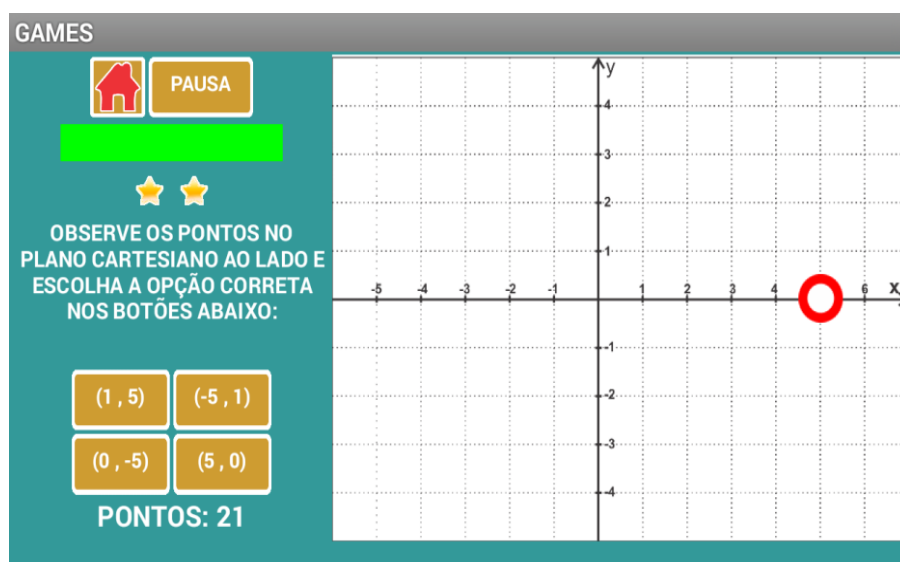 GAMES
PAUSA
OBSERVE OS PONTOS NO
PLANO CARTESIANO AO LADO E
ESCOLHA A OPÇÃO CORRETA
NOS BOTÕES ABAIXO:
(1 , 5) (-5 , 1)
(0 , -5) (5 , 0)
PONTOS: 21
y
4
3
2
1
-5 -4 -3 -2 -1 1 2 3 4 6 X
-1
-2
-3
-4